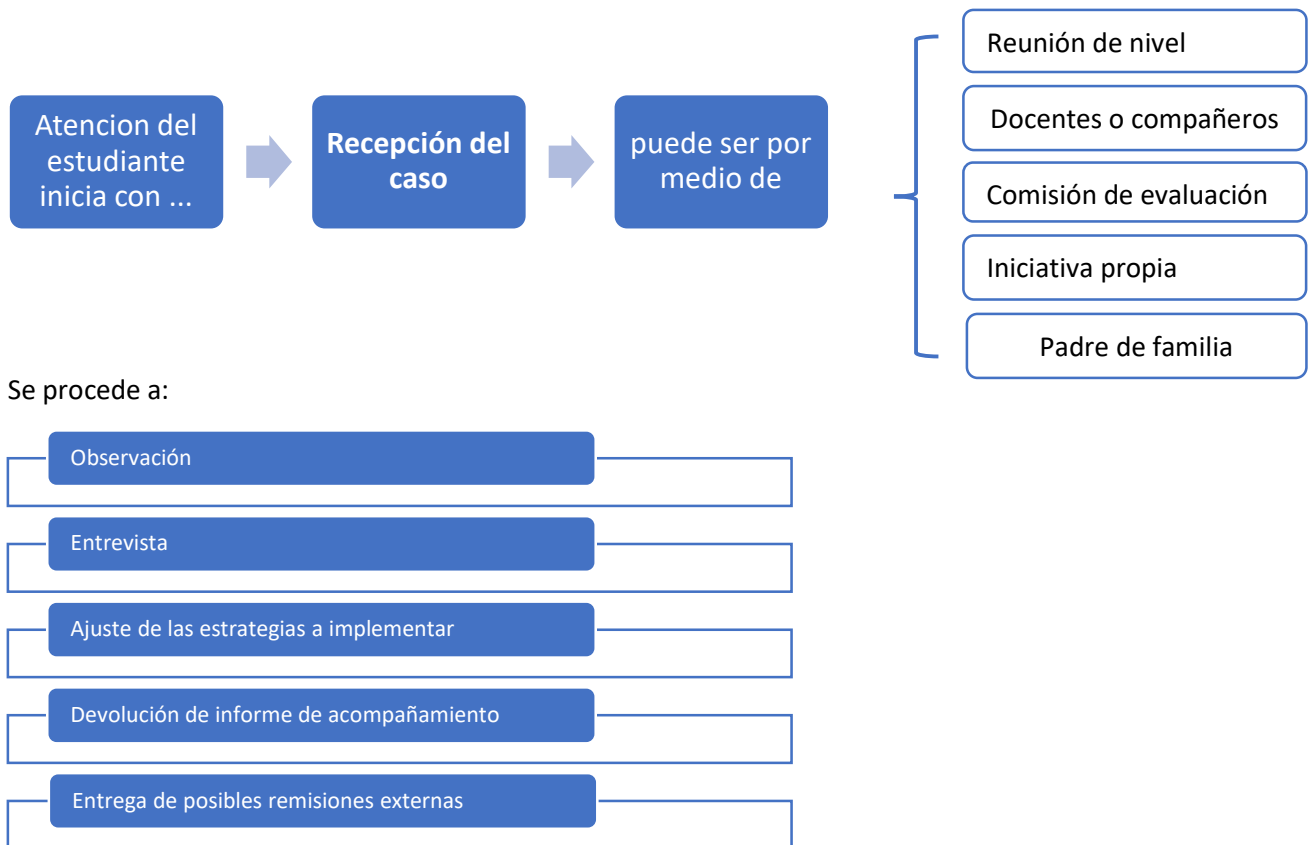 Atencion del
estudiante
inicia con ...
Recepción del
caso
puede ser por
medio de
Reunión de nivel
Docentes o compañeros
Comisión de evaluación
Iniciativa propia
Padre de familia
Se procede a:
Observación
Entrevista
Ajuste de las estrategias a implementar
Devolución de informe de acompañamiento
Entrega de posibles remisiones externas